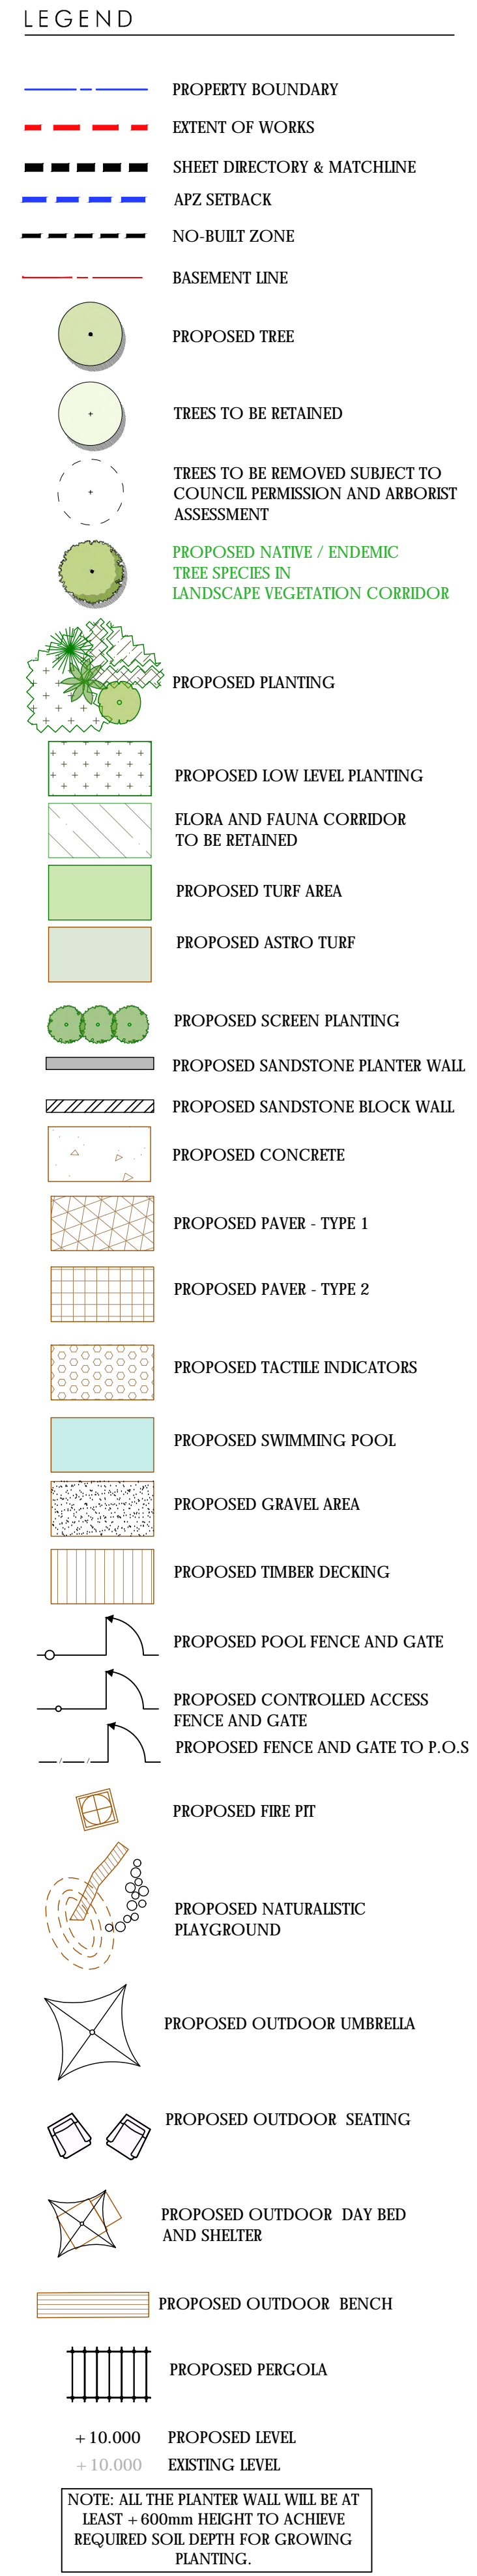 LEGEND
PROPERTY BOUNDARY
EXTENT OF WORKS
SHEET DIRECTORY & MATCHLINE
APZ SETBACK
NO-BUILT ZONE
BASEMENT LINE
PROPOSED TREE
TREES TO BE RETAINED
TREES TO BE REMOVED SUBJECT TO
COUNCIL PERMISSION AND ARBORIST
ASSESSMENT
PROPOSED NATIVE / ENDEMIC
TREE SPECIES IN
LANDSCAPE VEGETATION CORRIDOR
PROPOSED PLANTING
PROPOSED LOW LEVEL PLANTING
FLORA AND FAUNA CORRIDOR
TO BE RETAINED
PROPOSED TURF AREA
PROPOSED ASTRO TURF
PROPOSED SCREEN PLANTING
PROPOSED SANDSTONE PLANTER WALL
PROPOSED SANDSTONE BLOCK WALL
PROPOSED CONCRETE
PROPOSED PAVER - TYPE 1
PROPOSED PAVER - TYPE 2
PROPOSED TACTILE INDICATORS
PROPOSED SWIMMING POOL
PROPOSED GRAVEL AREA
PROPOSED TIMBER DECKING
PROPOSED POOL FENCE AND GATE
PROPOSED CONTROLLED ACCESS
FENCE AND GATE
PROPOSED FENCE AND GATE TO P.O.S
PROPOSED FIRE PIT
PROPOSED NATURALISTIC
PLAYGROUND
PROPOSED OUTDOOR UMBRELLA
PROPOSED OUTDOOR SEATING
PROPOSED OUTDOOR DAY BED
AND SHELTER
PROPOSED OUTDOOR BENCH
PROPOSED PERGOLA
+10.000 PROPOSED LEVEL
+10.000 EXISTING LEVEL
NOTE: ALL THE PLANTER WALL WILL BE AT
LEAST +600mm HEIGHT TO ACHIEVE
REQUIRED SOIL DEPTH FOR GROWING
PLANTING.